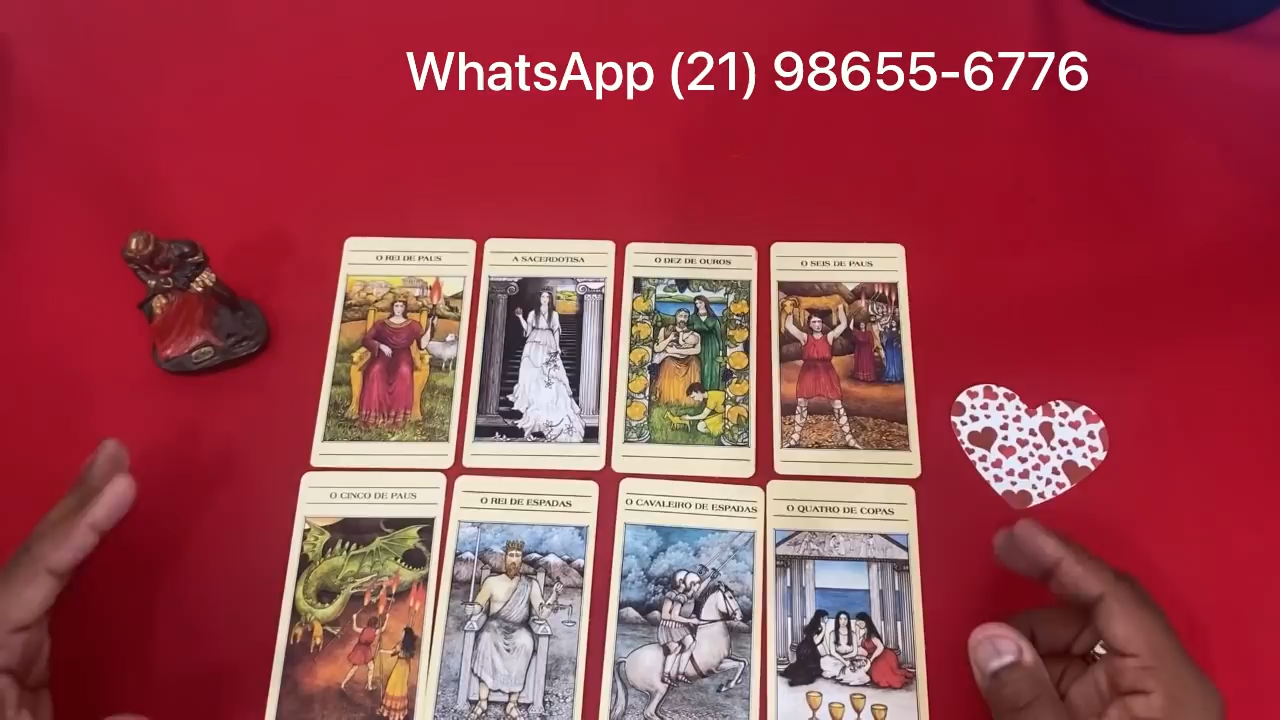 WhatsApp (21) 98655-6776
O REI DE PAUS
A SACERDOTISA
O DEZ DE OUROS
O SEIS DE PAUS
O CINCO DE PAUS
O REI DE ESPADAS
O CAVALEIRO DE ESPADAS
O QUATRO DE COPAS